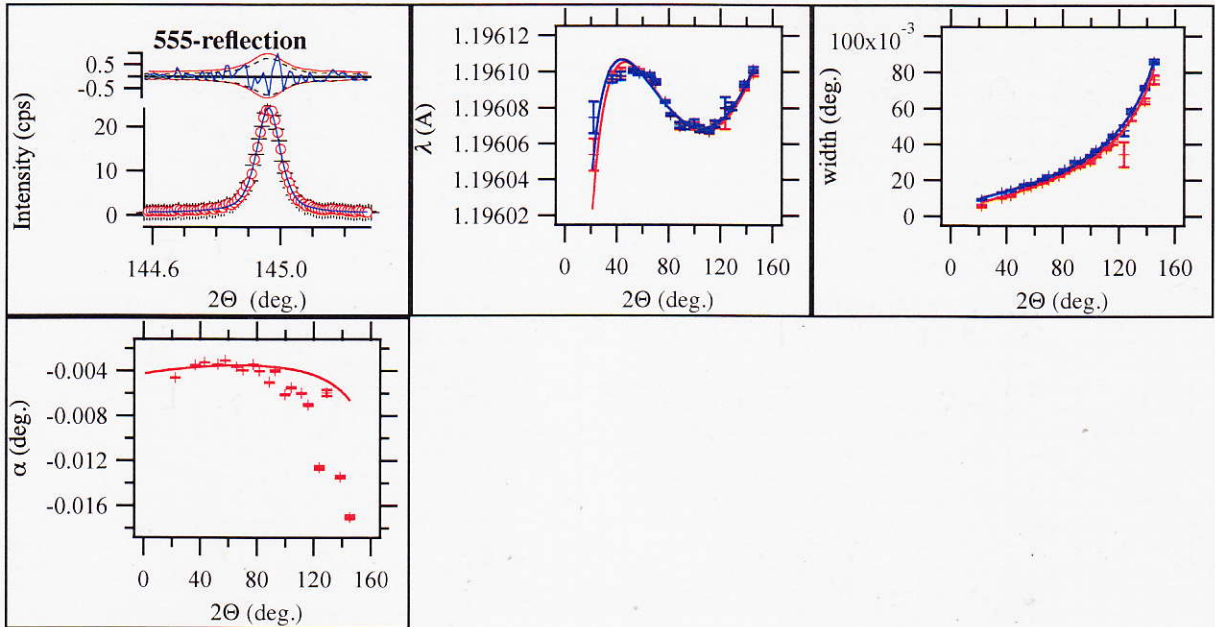 555-reflection
0.5
-0.5
Intensity (cps)
20
10
0
144.6 145.0
2Θ (deg.)
1.19612
1.19610
1.19608
1.19606
1.19604
1.19602
λ (A)
0 40 80 120 160
2Θ (deg.)
100x10⁻³
80
60
40
20
0
width (deg.)
0 40 80 120 160
2Θ (deg.)
-0.004
-0.008
-0.012
-0.016
α (deg.)
0 40 80 120 160
2Θ (deg.)